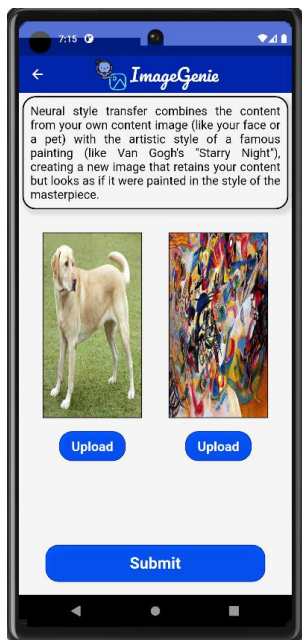 7:15
ImageGenie
Neural style transfer combines the content
from your own content image (like your face or
a pet) with the artistic style of a famous
painting (like Van Gogh's "Starry Night"),
creating a new image that retains your content
but looks as if it were painted in the style of the
masterpiece.
Upload Upload
Submit